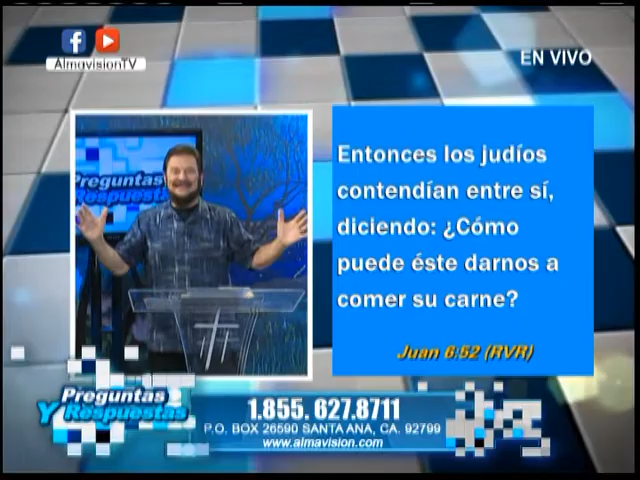 AlmavisionTV
EN VIVO
Preguntas
Respuestas
Entonces los judíos
contendían entre sí,
diciendo: ¿Cómo
puede éste darnos a
comer su carne?
Juan 6:52 (RVR)
Preguntas
Y Respuestas
1.855. 627.8711
P.O. BOX 26590 SANTA ANA, CA. 92799
www.almavision.com